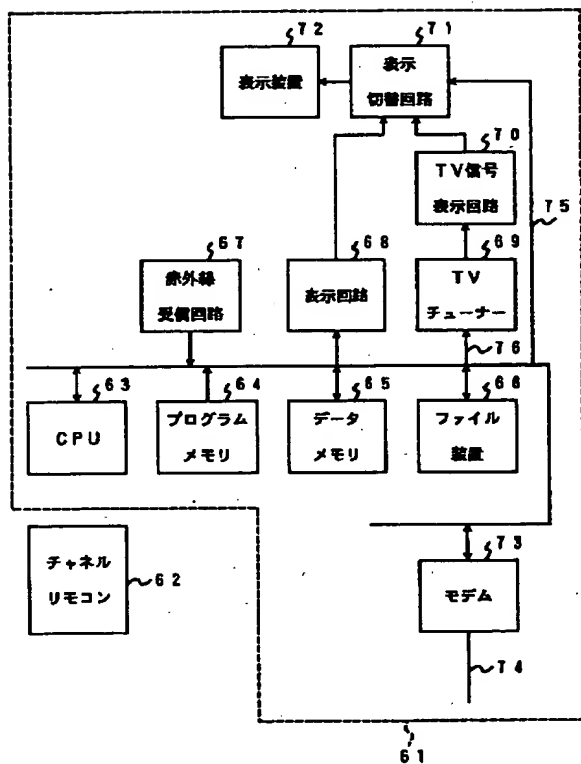 72
71
表示装置
表示
切替回路
70
TV信号
表示回路
75
67
68
69
赤外線
受信回路
表示回路
TV
チューナー
76
63
64
65
66
CPU
プログラム
メモリ
データ
メモリ
ファイル
装置
73
チャネル
リモコン
62
モデム
74
61